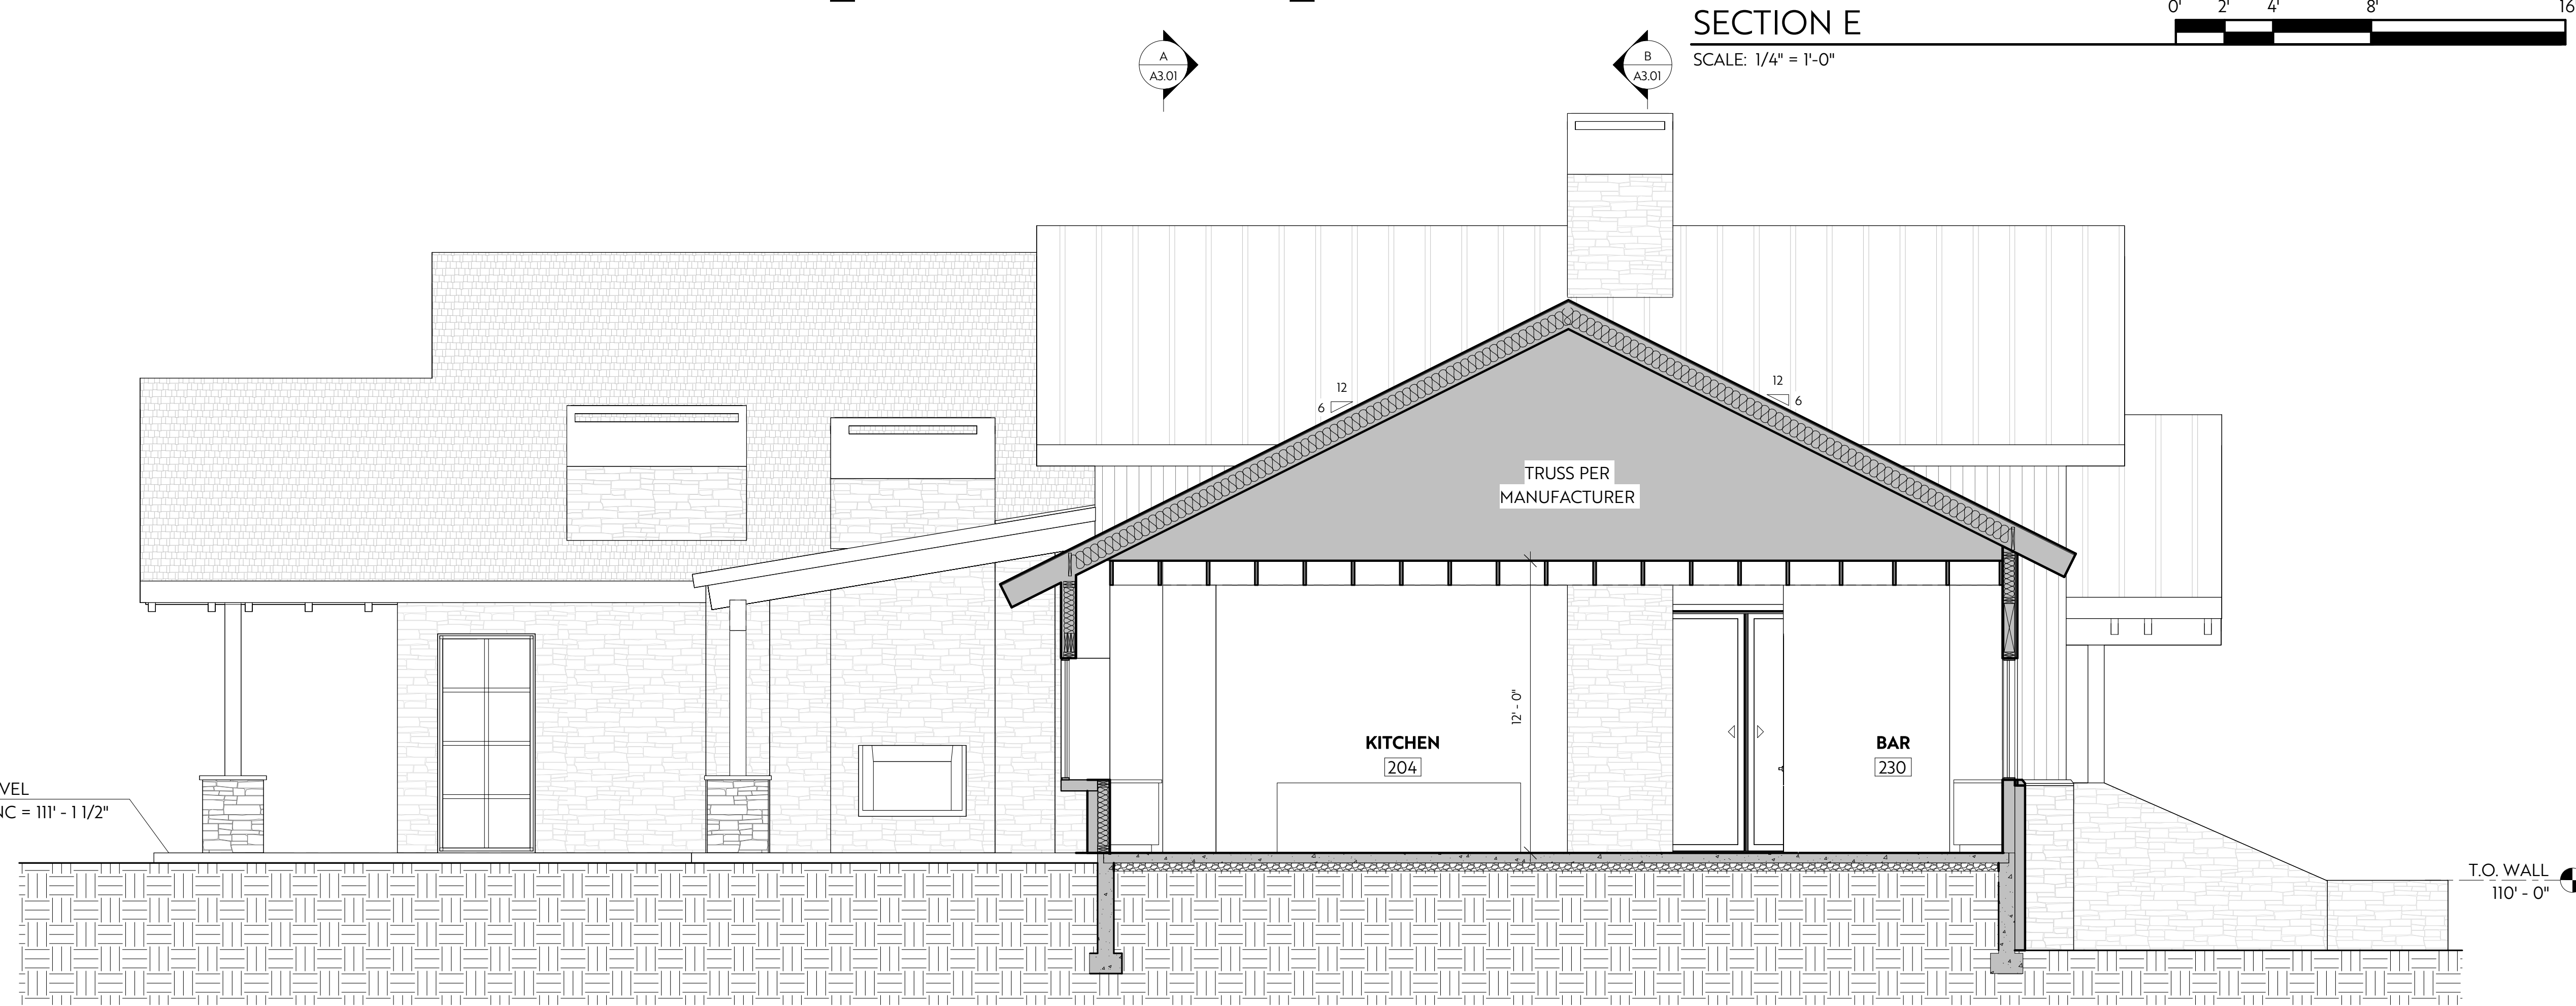 SECTION E
SCALE: 1/4" = 1'-0"
0' 2' 4' 8' 16
A
A3.01
B
A3.01
12
6
12
6
TRUSS PER
MANUFACTURER
12' - 0"
KITCHEN
204
BAR
230
VEL
NC = 111' - 1 1/2"
T.O. WALL
110' - 0"